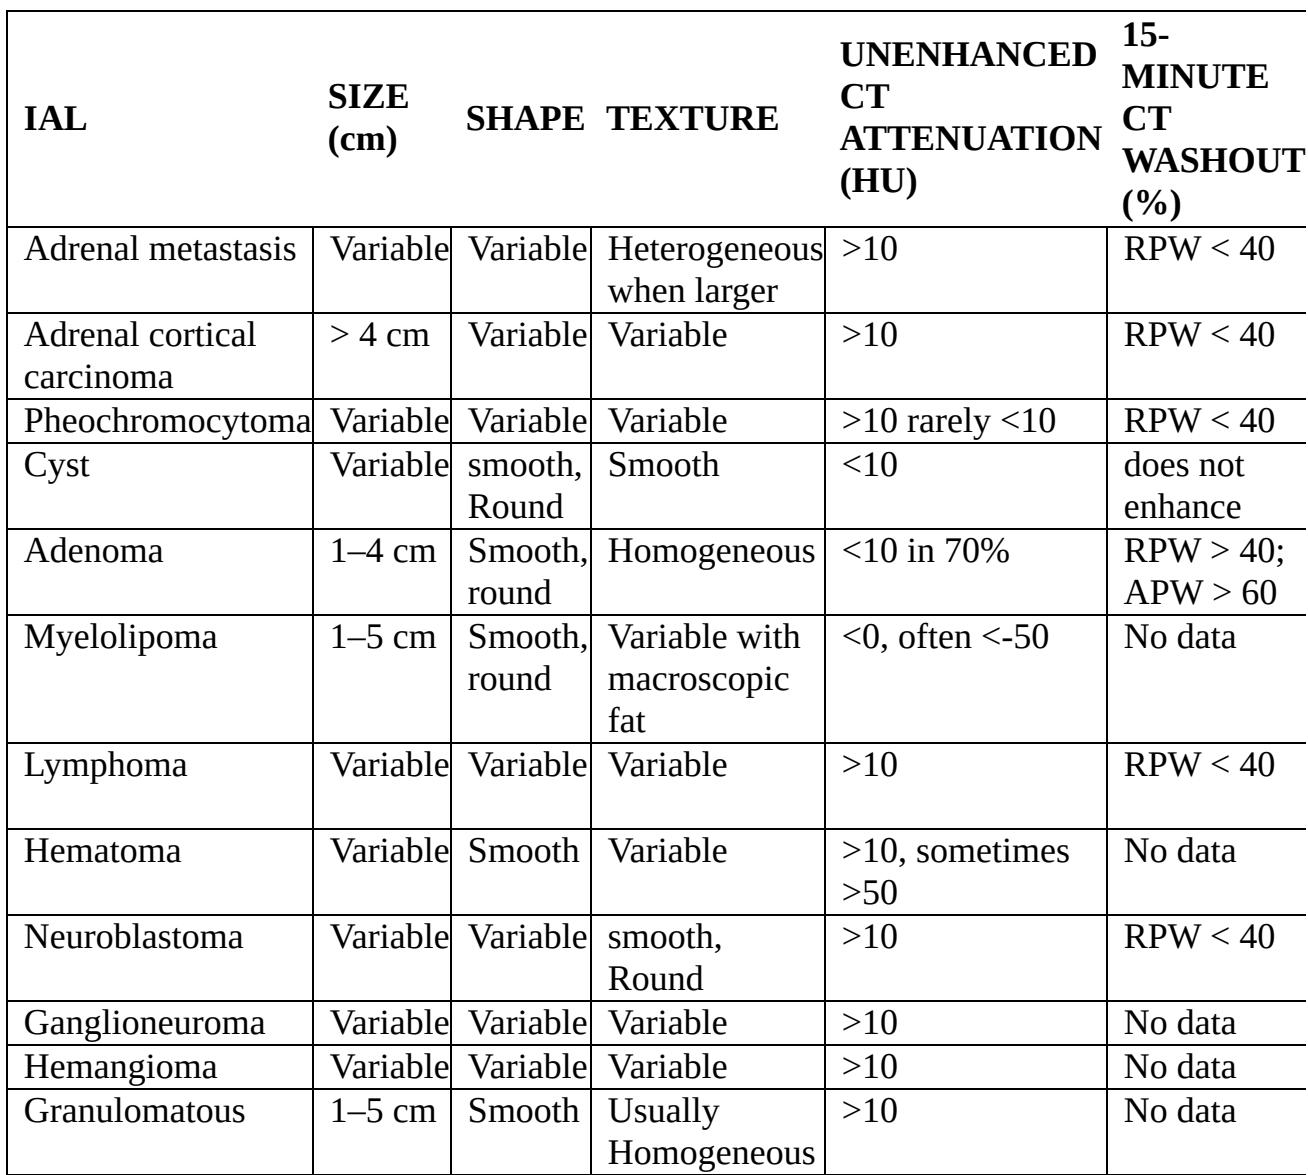 IAL SIZE (cm) SHAPE TEXTURE UNENHANCED CT ATTENUATION (HU) 15-MINUTE CT WASHOUT (%)
Adrenal metastasis Variable Variable Heterogeneous when larger >10 RPW < 40
Adrenal cortical carcinoma > 4 cm Variable Variable >10 RPW < 40
Pheochromocytoma Variable Variable Variable >10 rarely <10 RPW < 40
Cyst Variable smooth, Round Smooth <10 does not enhance
Adenoma 1–4 cm Smooth, round Homogeneous <10 in 70% RPW > 40; APW > 60
Myelolipoma 1–5 cm Smooth, round Variable with macroscopic fat <0, often <-50 No data
Lymphoma Variable Variable Variable >10 RPW < 40
Hematoma Variable Smooth Variable >10, sometimes >50 No data
Neuroblastoma Variable Variable smooth, Round >10 RPW < 40
Ganglioneuroma Variable Variable Variable >10 No data
Hemangioma Variable Variable Variable >10 No data
Granulomatous 1–5 cm Smooth Usually Homogeneous >10 No data